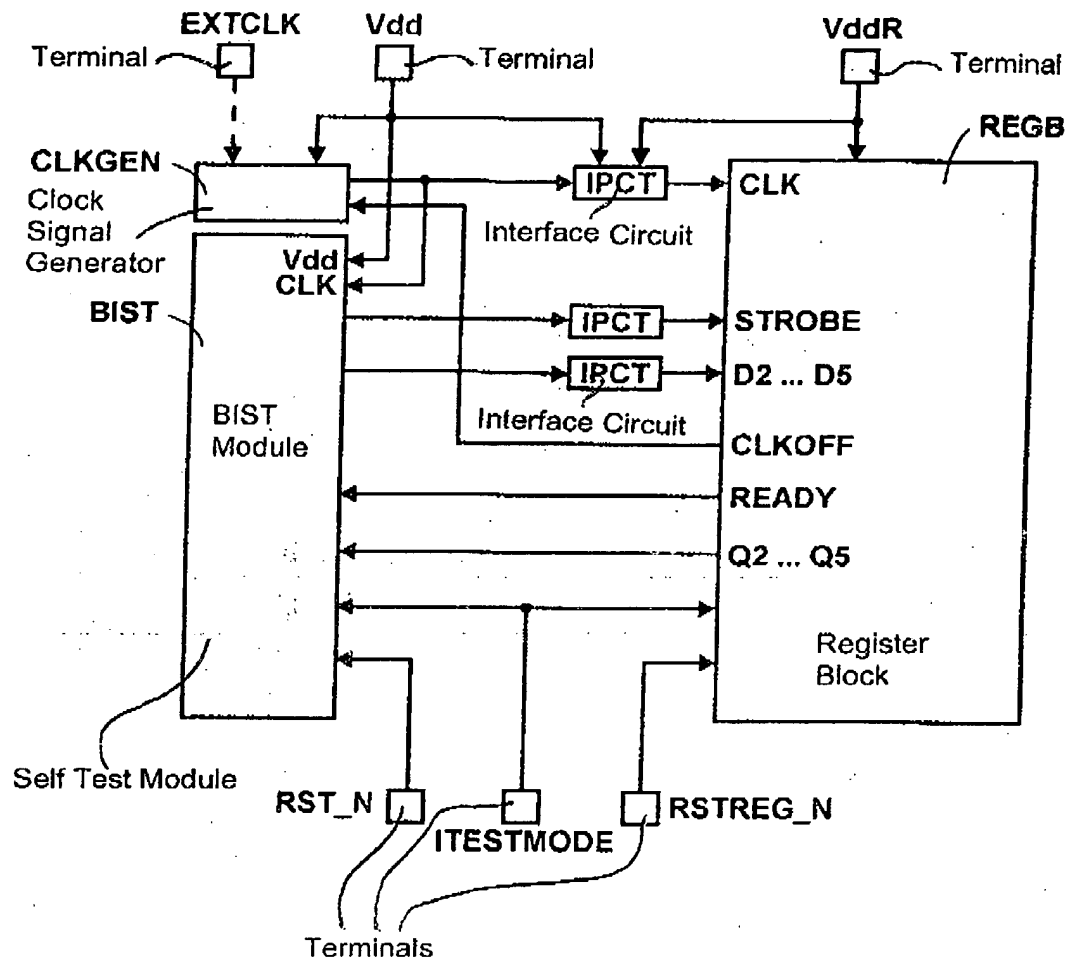 EXTCLK
Vdd
VddR
Terminal
Terminal
Terminal
REGB
CLKGEN
Clock
Signal
Generator
IPCT
CLK
Interface Circuit
Vdd
CLK
BIST
IPCT
STROBE
IPCT
D2 ... D5
Interface Circuit
BIST
Module
CLKOFF
READY
Q2 ... Q5
Register
Block
Self Test Module
RST_N
ITESTMODE
RSTREG_N
Terminals